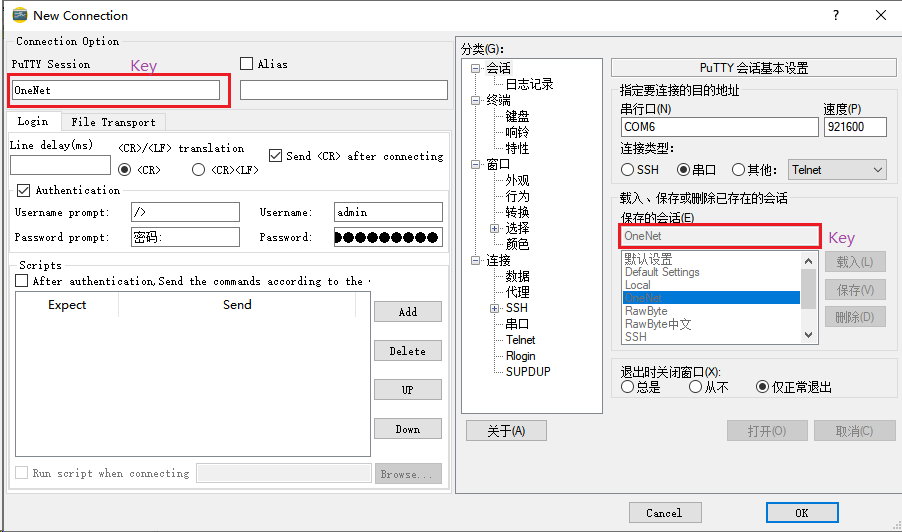 New Connection
Connection Option
PuTTY Session
Key
Alias
OneNet
Login
File Transport
Line delay(ms)
<CR>/<LF> translation
<CR>
<CR><LF>
Send <CR> after connecting
Authentication
Username prompt:
/>
Username:
admin
Password prompt:
密码:
Password:
●●●●●●●●●
Scripts
After authentication,Send the commands according to the
Expect
Send
Add
Delete
UP
Down
Run script when connecting
Browse...
分类(G):
会话
日志记录
终端
键盘
响铃
特性
窗口
外观
行为
转换
选择
颜色
连接
数据
代理
SSH
串口
Telnet
Rlogin
SUPDUP
关于(A)
PuTTY 会话基本设置
指定要连接的目的地址
串行口(N)
速度(P)
COM6
921600
连接类型:
SSH
串口
其他:
Telnet
载入、保存或删除已存在的会话
保存的会话(E)
OneNet
Key
默认设置
Default Settings
Local
OneNet
RawByte
RawByte中文
SSH
载入(L)
保存(V)
删除(D)
退出时关闭窗口(X):
总是
从不
仅正常退出
打开(O)
取消(C)
Cancel
OK